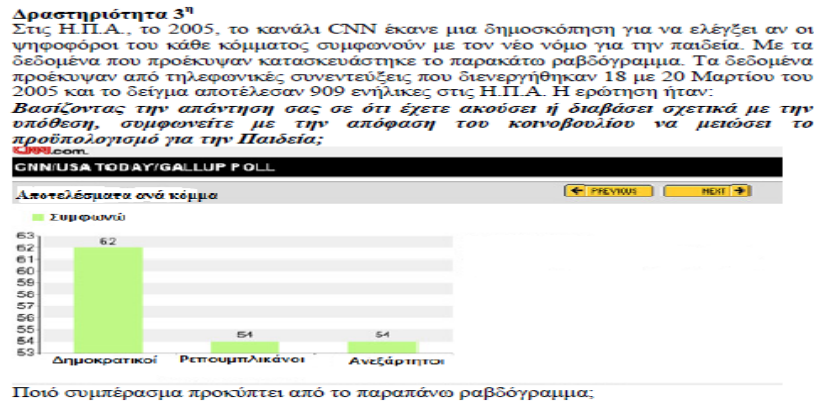 Δραστηριότητα 3η
Στις Η.Π.Α., το 2005, το κανάλι CNN έκανε μια δημοσκόπηση για να ελέγξει αν οι
ψηφοφόροι του κάθε κόμματος συμφωνούν με τον νέο νόμο για την παιδεία. Με τα
δεδομένα που προέκυψαν κατασκευάστηκε το παρακάτω ραβδόγραμμα. Τα δεδομένα
προέκυψαν από τηλεφωνικές συνεντεύξεις που διενεργήθηκαν 18 με 20 Μαρτίου του
2005 και το δείγμα αποτέλεσαν 909 ενήλικες στις Η.Π.Α. Η ερώτηση ήταν:
Βασίζοντας την απάντηση σας σε ότι έχετε ακούσει ή διαβάσει σχετικά με την
υπόθεση, συμφωνείτε με την απόφαση του κοινοβουλίου να μειώσει το
προϋπολογισμό για την Παιδεία;
CNN.com.
CNN/USA TODAY/GALLUP POLL
Αποτελέσματα ανά κόμμα
PREVIOUS NEXT
Συμφωνώ
63
62
61
60
59
58
57
56
55
54
53
62
54
54
Δημοκρατικοί Ρεπουμπλικάνοι Ανεξάρτητοι
Ποιό συμπέρασμα προκύπτει από το παραπάνω ραβδόγραμμα;